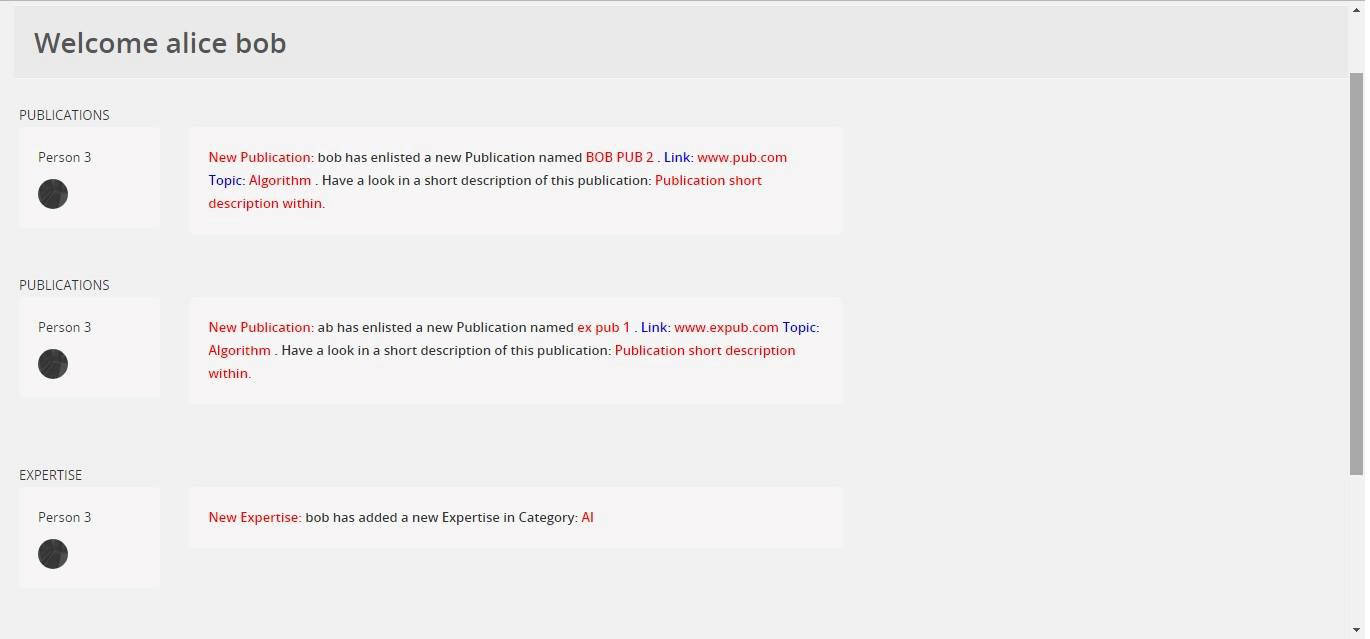 Welcome alice bob
PUBLICATIONS
Person 3
New Publication: bob has enlisted a new Publication named BOB PUB 2 . Link: www.pub.com
Topic: Algorithm . Have a look in a short description of this publication: Publication short
description within.
PUBLICATIONS
Person 3
New Publication: ab has enlisted a new Publication named ex pub 1 . Link: www.expub.com Topic:
Algorithm . Have a look in a short description of this publication: Publication short description
within.
EXPERTISE
Person 3
New Expertise: bob has added a new Expertise in Category: AI